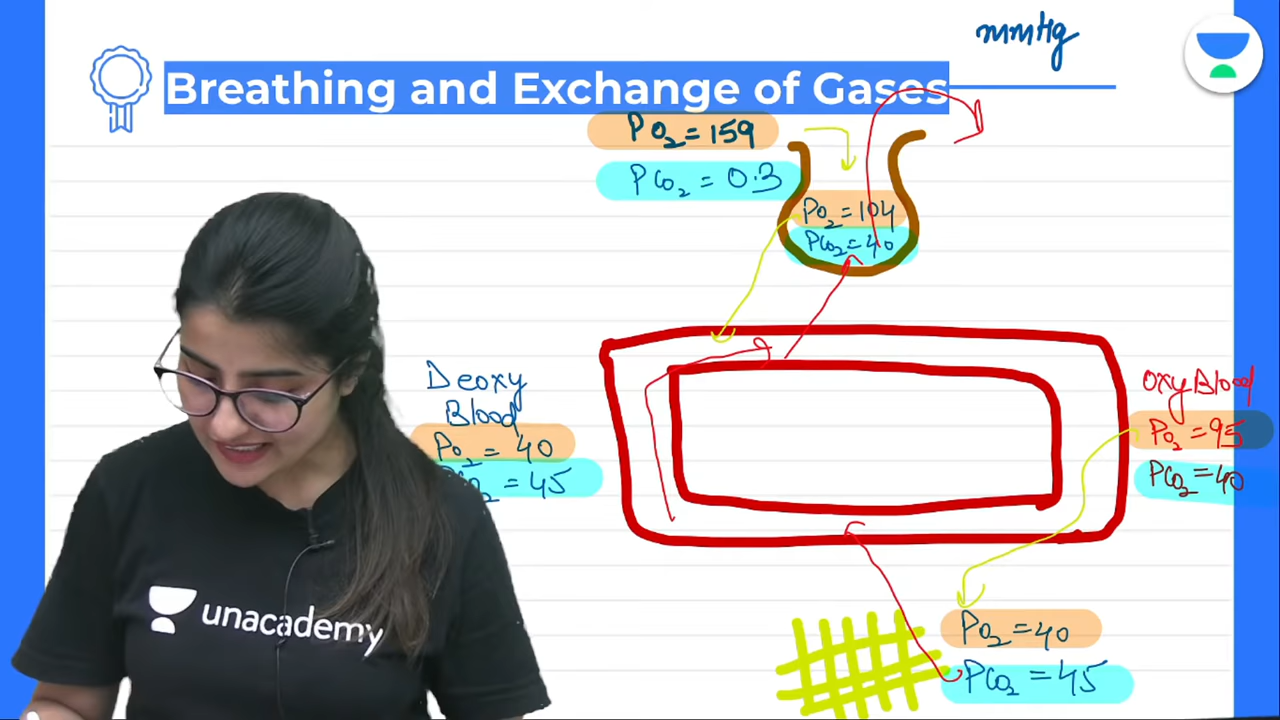 mmHg
Breathing and Exchange of Gases
PO₂ = 159
PCO₂ = 0.3
PO₂ = 104
PCO₂ = 40
Deoxy
Blood
PO₂ = 40
CO₂ = 45
Oxy Blood
PO₂ = 95
PCO₂ = 40
PO₂ = 40
PCO₂ = 45
unacademy